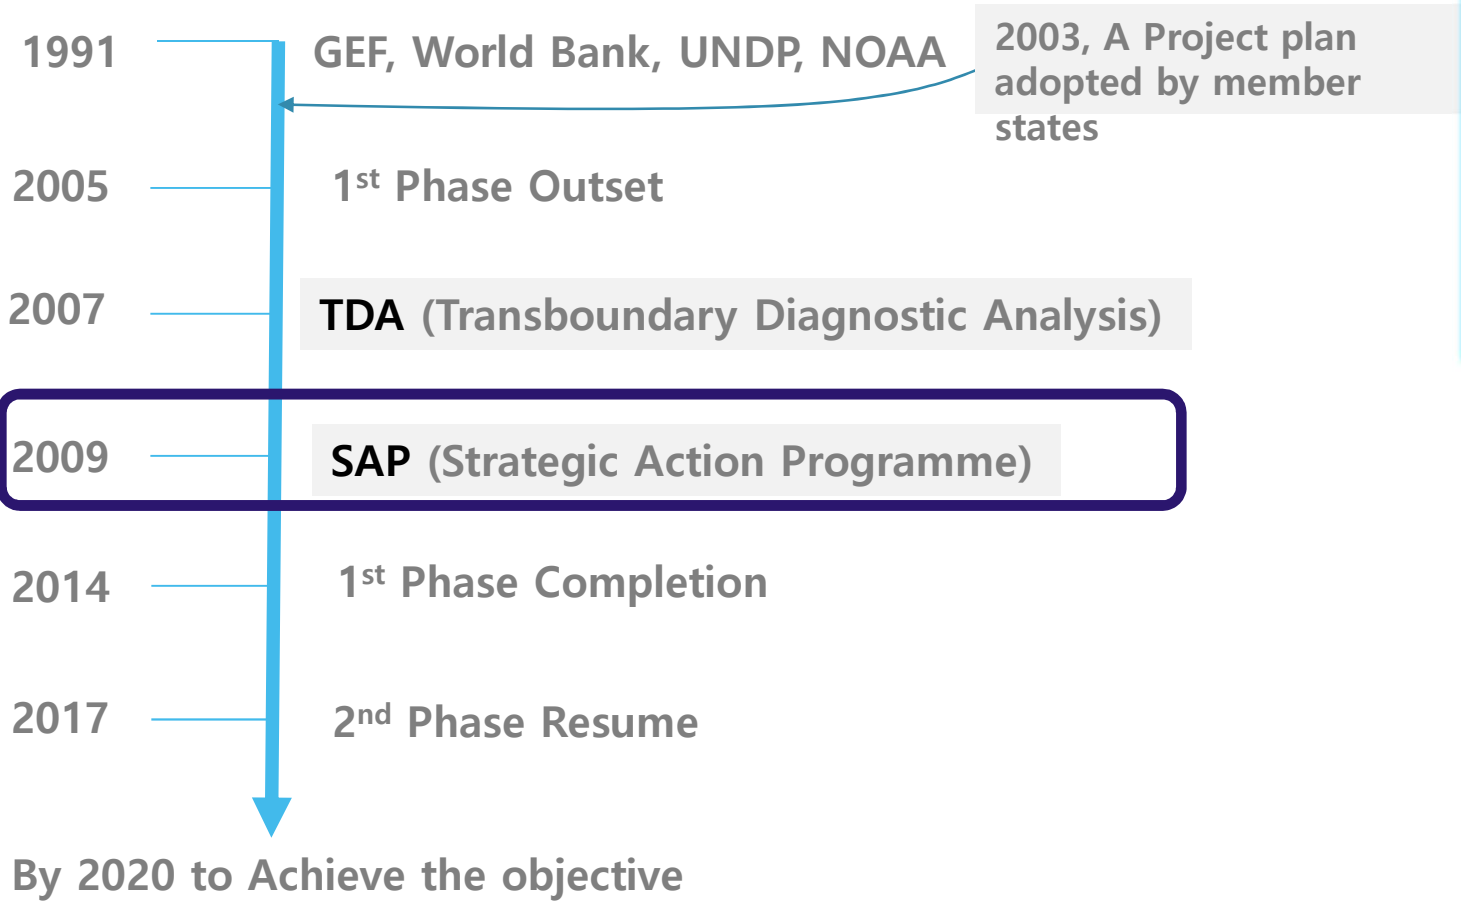 1991 GEF, World Bank, UNDP, NOAA
2003, A Project plan
adopted by member
states
2005 1st Phase Outset
2007 TDA (Transboundary Diagnostic Analysis)
2009 SAP (Strategic Action Programme)
2014 1st Phase Completion
2017 2nd Phase Resume
By 2020 to Achieve the objective